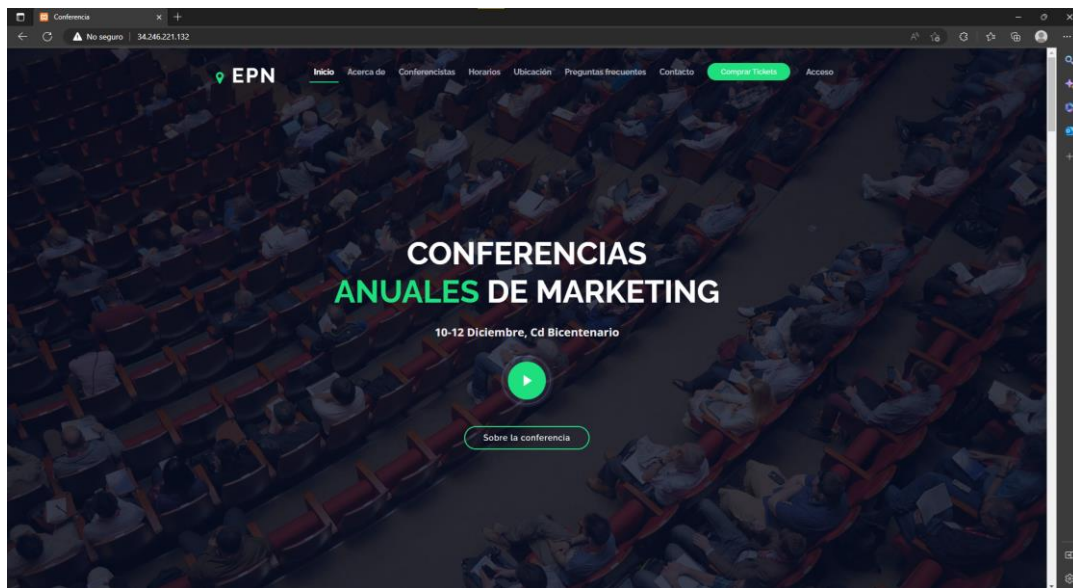 Conferencia
No seguro | 34.246.221.132
EPN
Inicio Acerca de Conferencistas Horarios Ubicación Preguntas frecuentes Contacto Comprar Tickets Acceso
CONFERENCIAS
ANUALES DE MARKETING
10-12 Diciembre, Cd Bicentenario
Sobre la conferencia